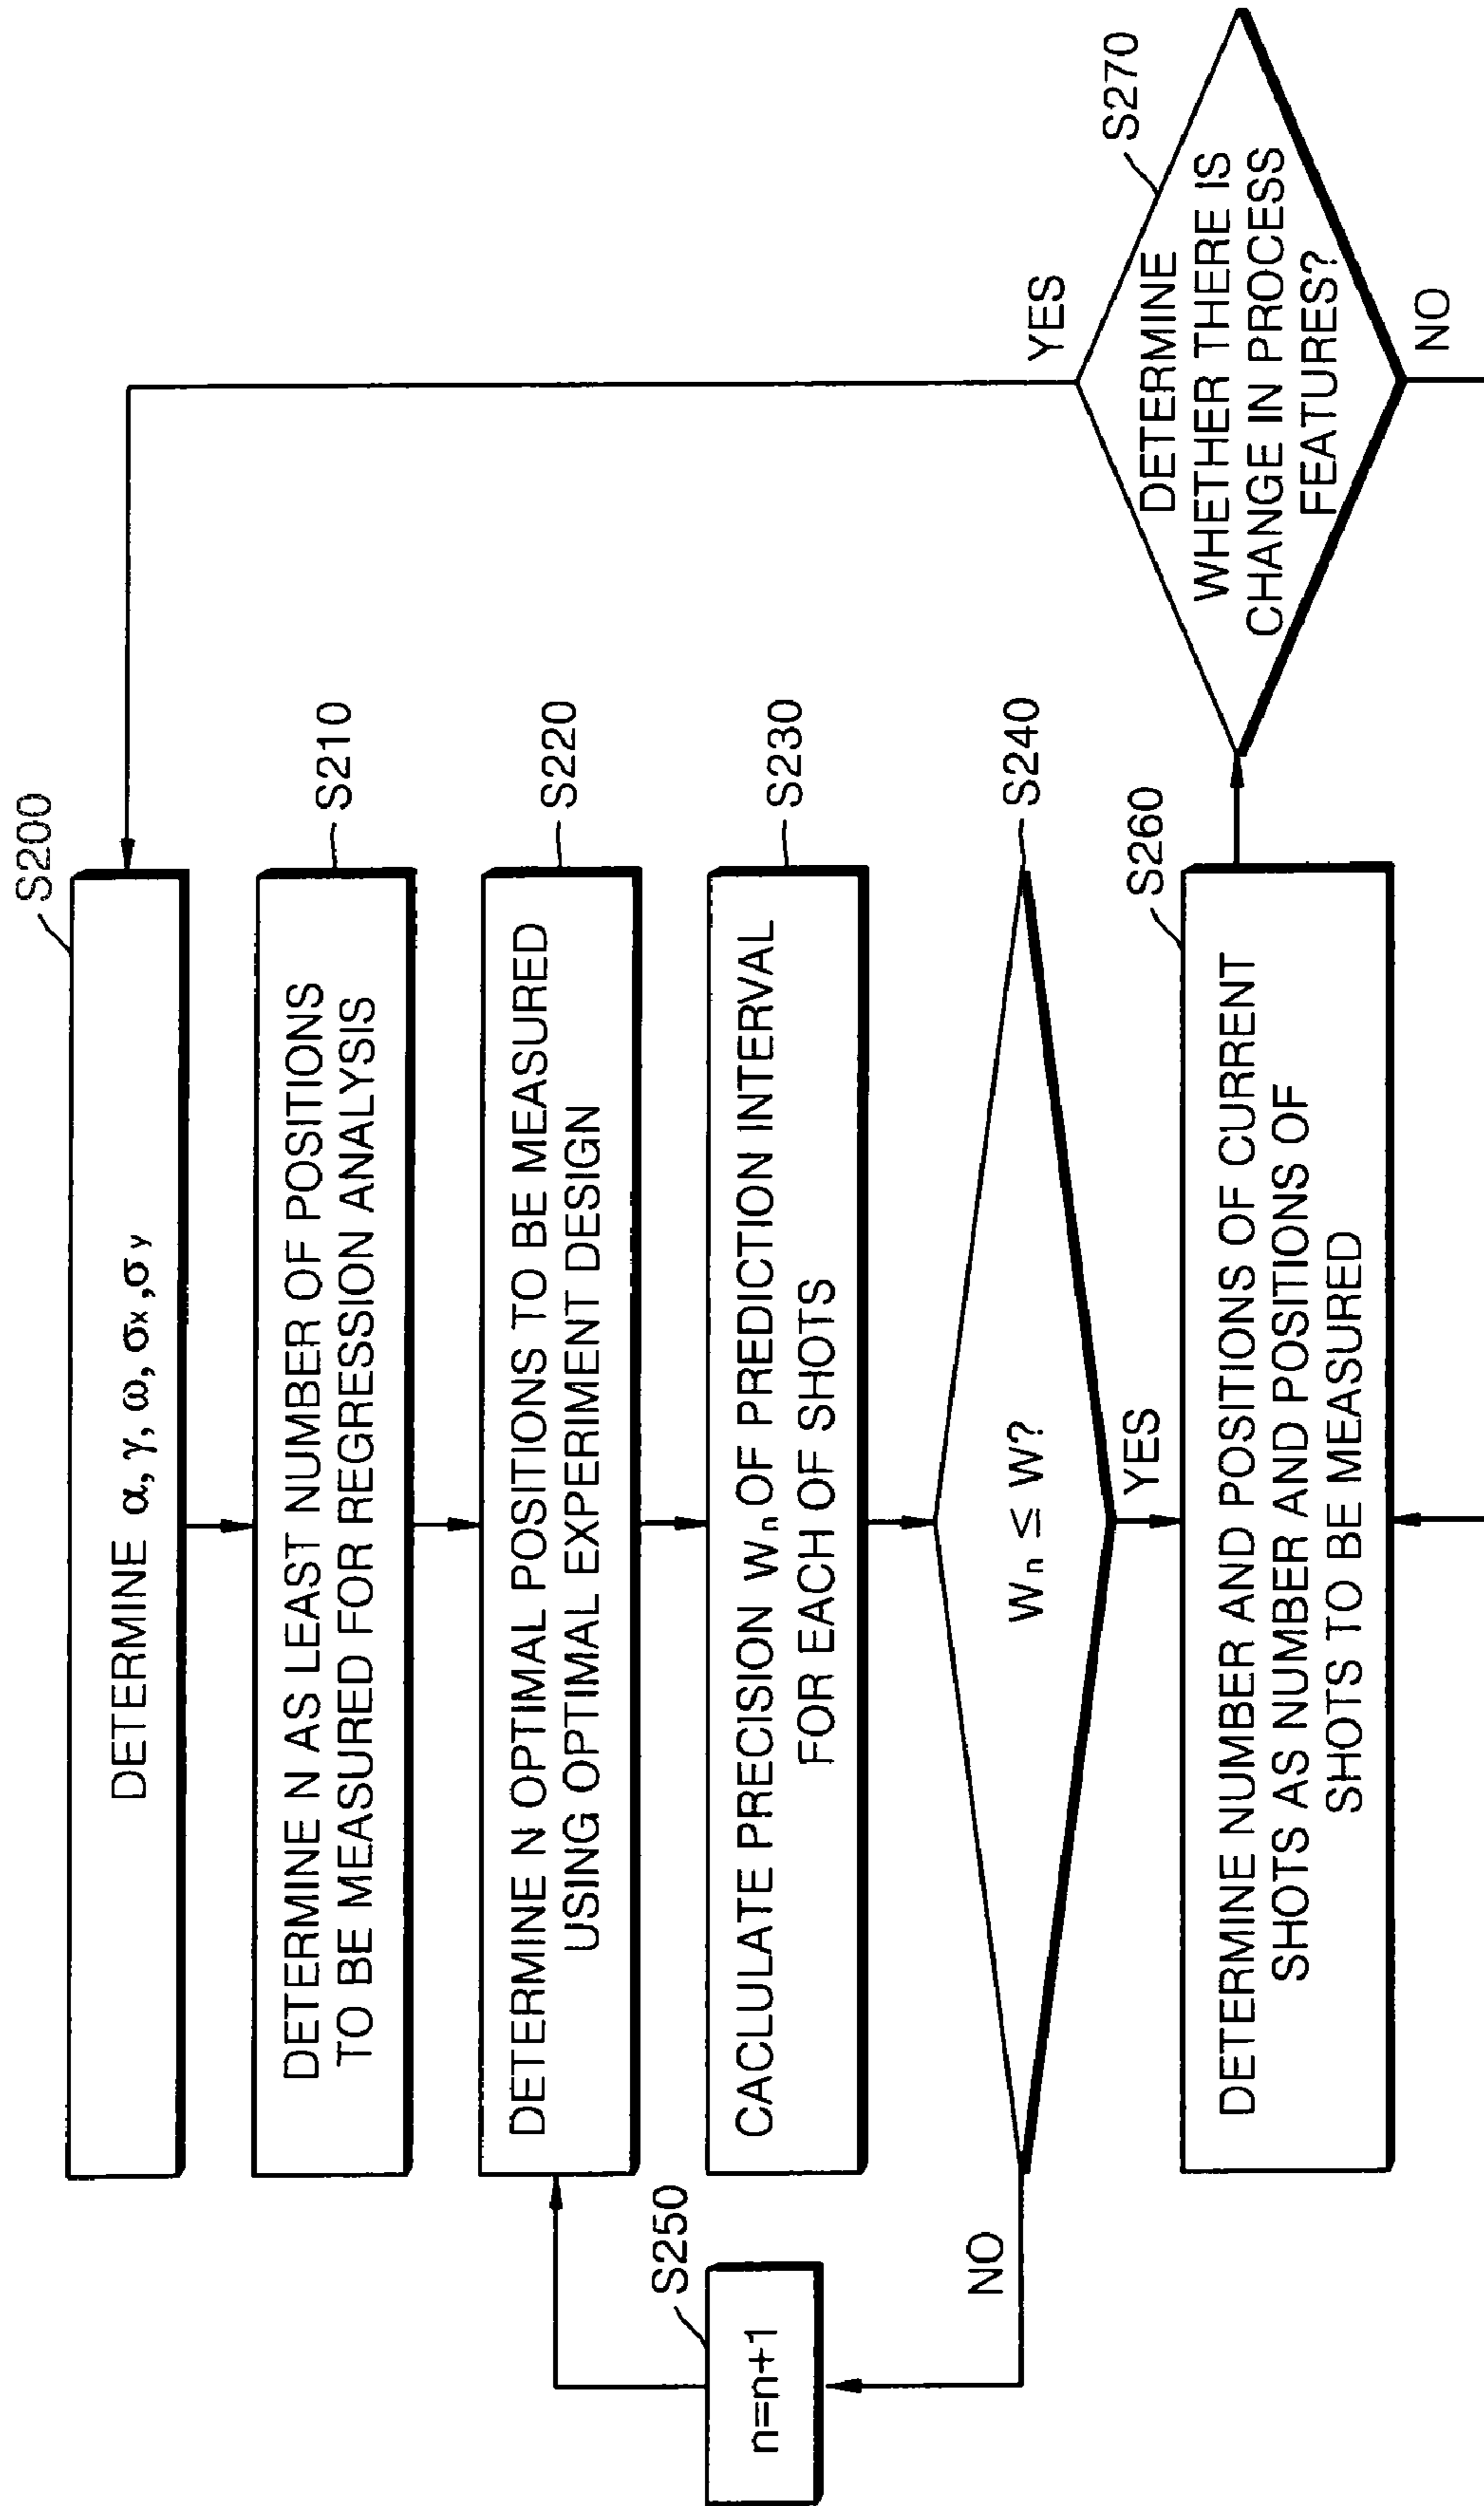 S200
DETERMINE α, γ, ω, σx, σy
DETERMINE N AS LEAST NUMBER OF POSITIONS
TO BE MEASURED FOR REGRESSION ANALYSIS
S210
DETERMINE N OPTIMAL POSITIONS TO BE MEASURED
USING OPTIMAL EXPERIMENT DESIGN
S220
S250
n=n+1
CACLULATE PRECISION Wn OF PREDICTION INTERVAL
FOR EACH OF SHOTS
S230
NO
Wn ≤ W?
S240
YES
S260
DETERMINE NUMBER AND POSITIONS OF CURRENT
SHOTS AS NUMBER AND POSITIONS OF
SHOTS TO BE MEASURED
YES
S270
DETERMINE
WHETHER THERE IS
CHANGE IN PROCESS
FEATURES?
NO